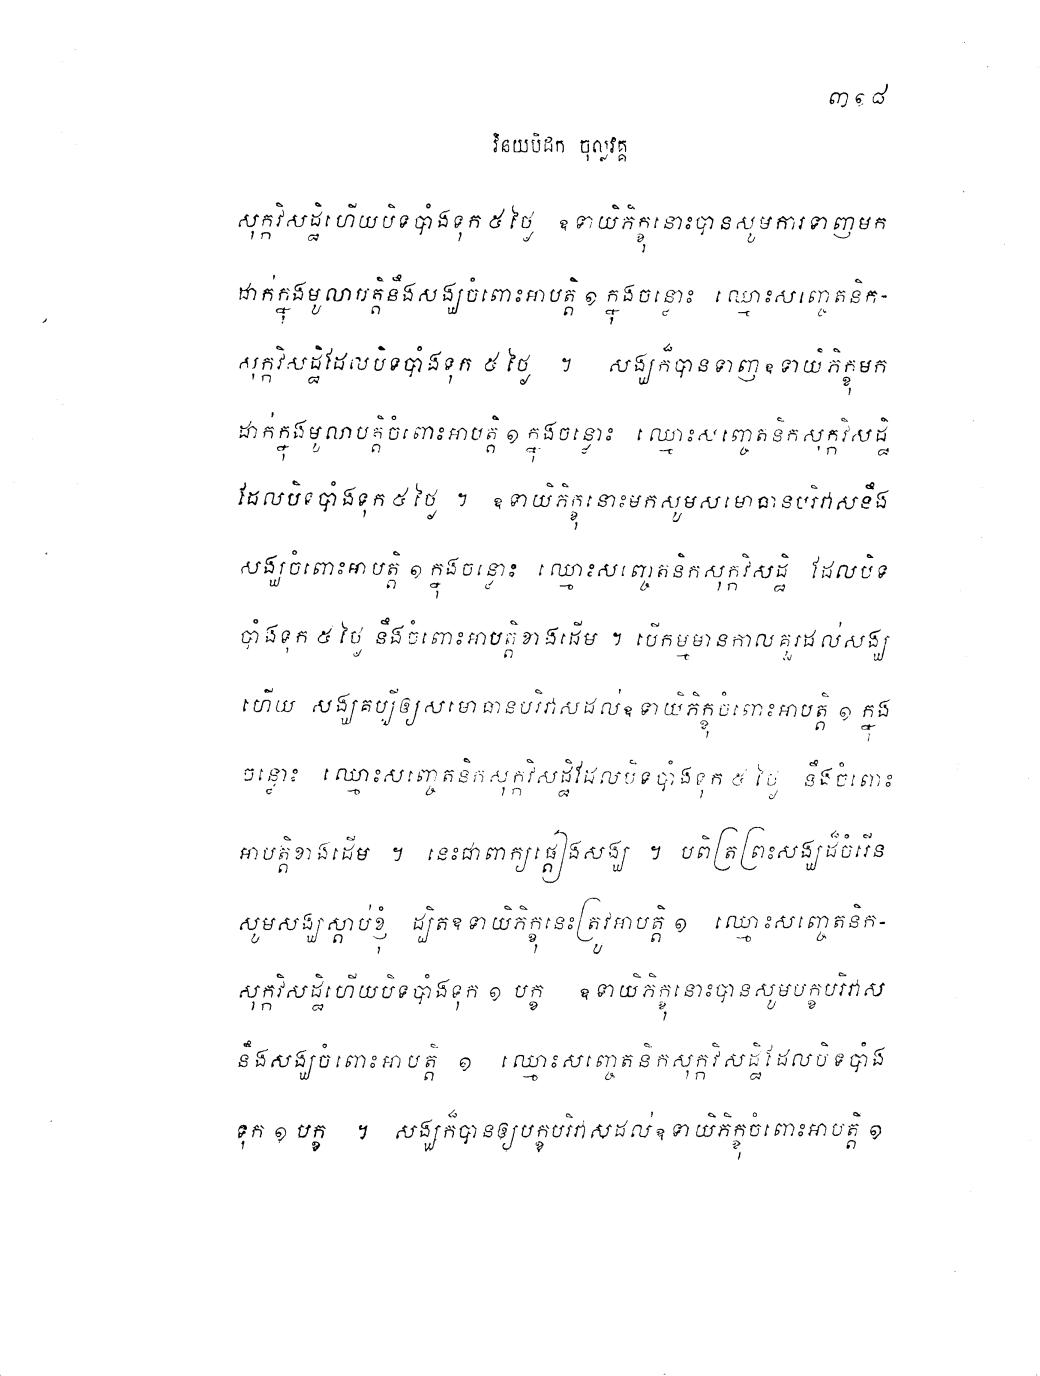 ៣១៨
វិនយបិដក ចុល្លវគ្គ
សុក្កវិសដ្ឋិហើយបិទបាំងទុក ៥ ថ្ងៃ ឧទាយិភិក្ខុនោះបានសូមការទាញមក
ដាក់ក្នុងមូលាបត្តិនឹងសង្ឃចំពោះអាបត្តិ ១ ក្នុងចន្លោះ ឈ្មោះសញ្ចេតនិក-
សុក្កវិសដ្ឋិដែលបិទបាំងទុក ៥ ថ្ងៃ ។ សង្ឃក៏បានទាញឧទាយិភិក្ខុមក
ដាក់ក្នុងមូលាបត្តិចំពោះអាបត្តិ ១ ក្នុងចន្លោះ ឈ្មោះសញ្ចេតនិកសុក្កវិសដ្ឋិ
ដែលបិទបាំងទុក ៥ ថ្ងៃ ។ ឧទាយិភិក្ខុនោះមកសូមសមោធានបរិវាសនឹង
សង្ឃចំពោះអាបត្តិ ១ ក្នុងចន្លោះ ឈ្មោះសញ្ចេតនិកសុក្កវិសដ្ឋិ ដែលបិទ
បាំងទុក ៥ ថ្ងៃ នឹងចំពោះអាបត្តិខាងដើម ។ បើកម្មមានកាលគួរដល់សង្ឃ
ហើយ សង្ឃគប្បីឲ្យសមោធានបរិវាសដល់ឧទាយិភិក្ខុចំពោះអាបត្តិ ១ ក្នុង
ចន្លោះ ឈ្មោះសញ្ចេតនិកសុក្កវិសដ្ឋិដែលបិទបាំងទុក ៥ ថ្ងៃ នឹងចំពោះ
អាបត្តិខាងដើម ។ នេះជាពាក្យផ្តៀងសង្ឃ ។ បពិត្រព្រះសង្ឃដ៏ចំរើន
សូមសង្ឃស្តាប់ខ្ញុំ ដ្បិតឧទាយិភិក្ខុនេះត្រូវអាបត្តិ ១ ឈ្មោះសញ្ចេតនិក-
សុក្កវិសដ្ឋិហើយបិទបាំងទុក ១ បក្ខ ឧទាយិភិក្ខុនោះបានសូមបក្ខបរិវាស
នឹងសង្ឃចំពោះអាបត្តិ ១ ឈ្មោះសញ្ចេតនិកសុក្កវិសដ្ឋិដែលបិទបាំង
ទុក ១ បក្ខ ។ សង្ឃក៏បានឲ្យបក្ខបរិវាសដល់ឧទាយិភិក្ខុចំពោះអាបត្តិ ១